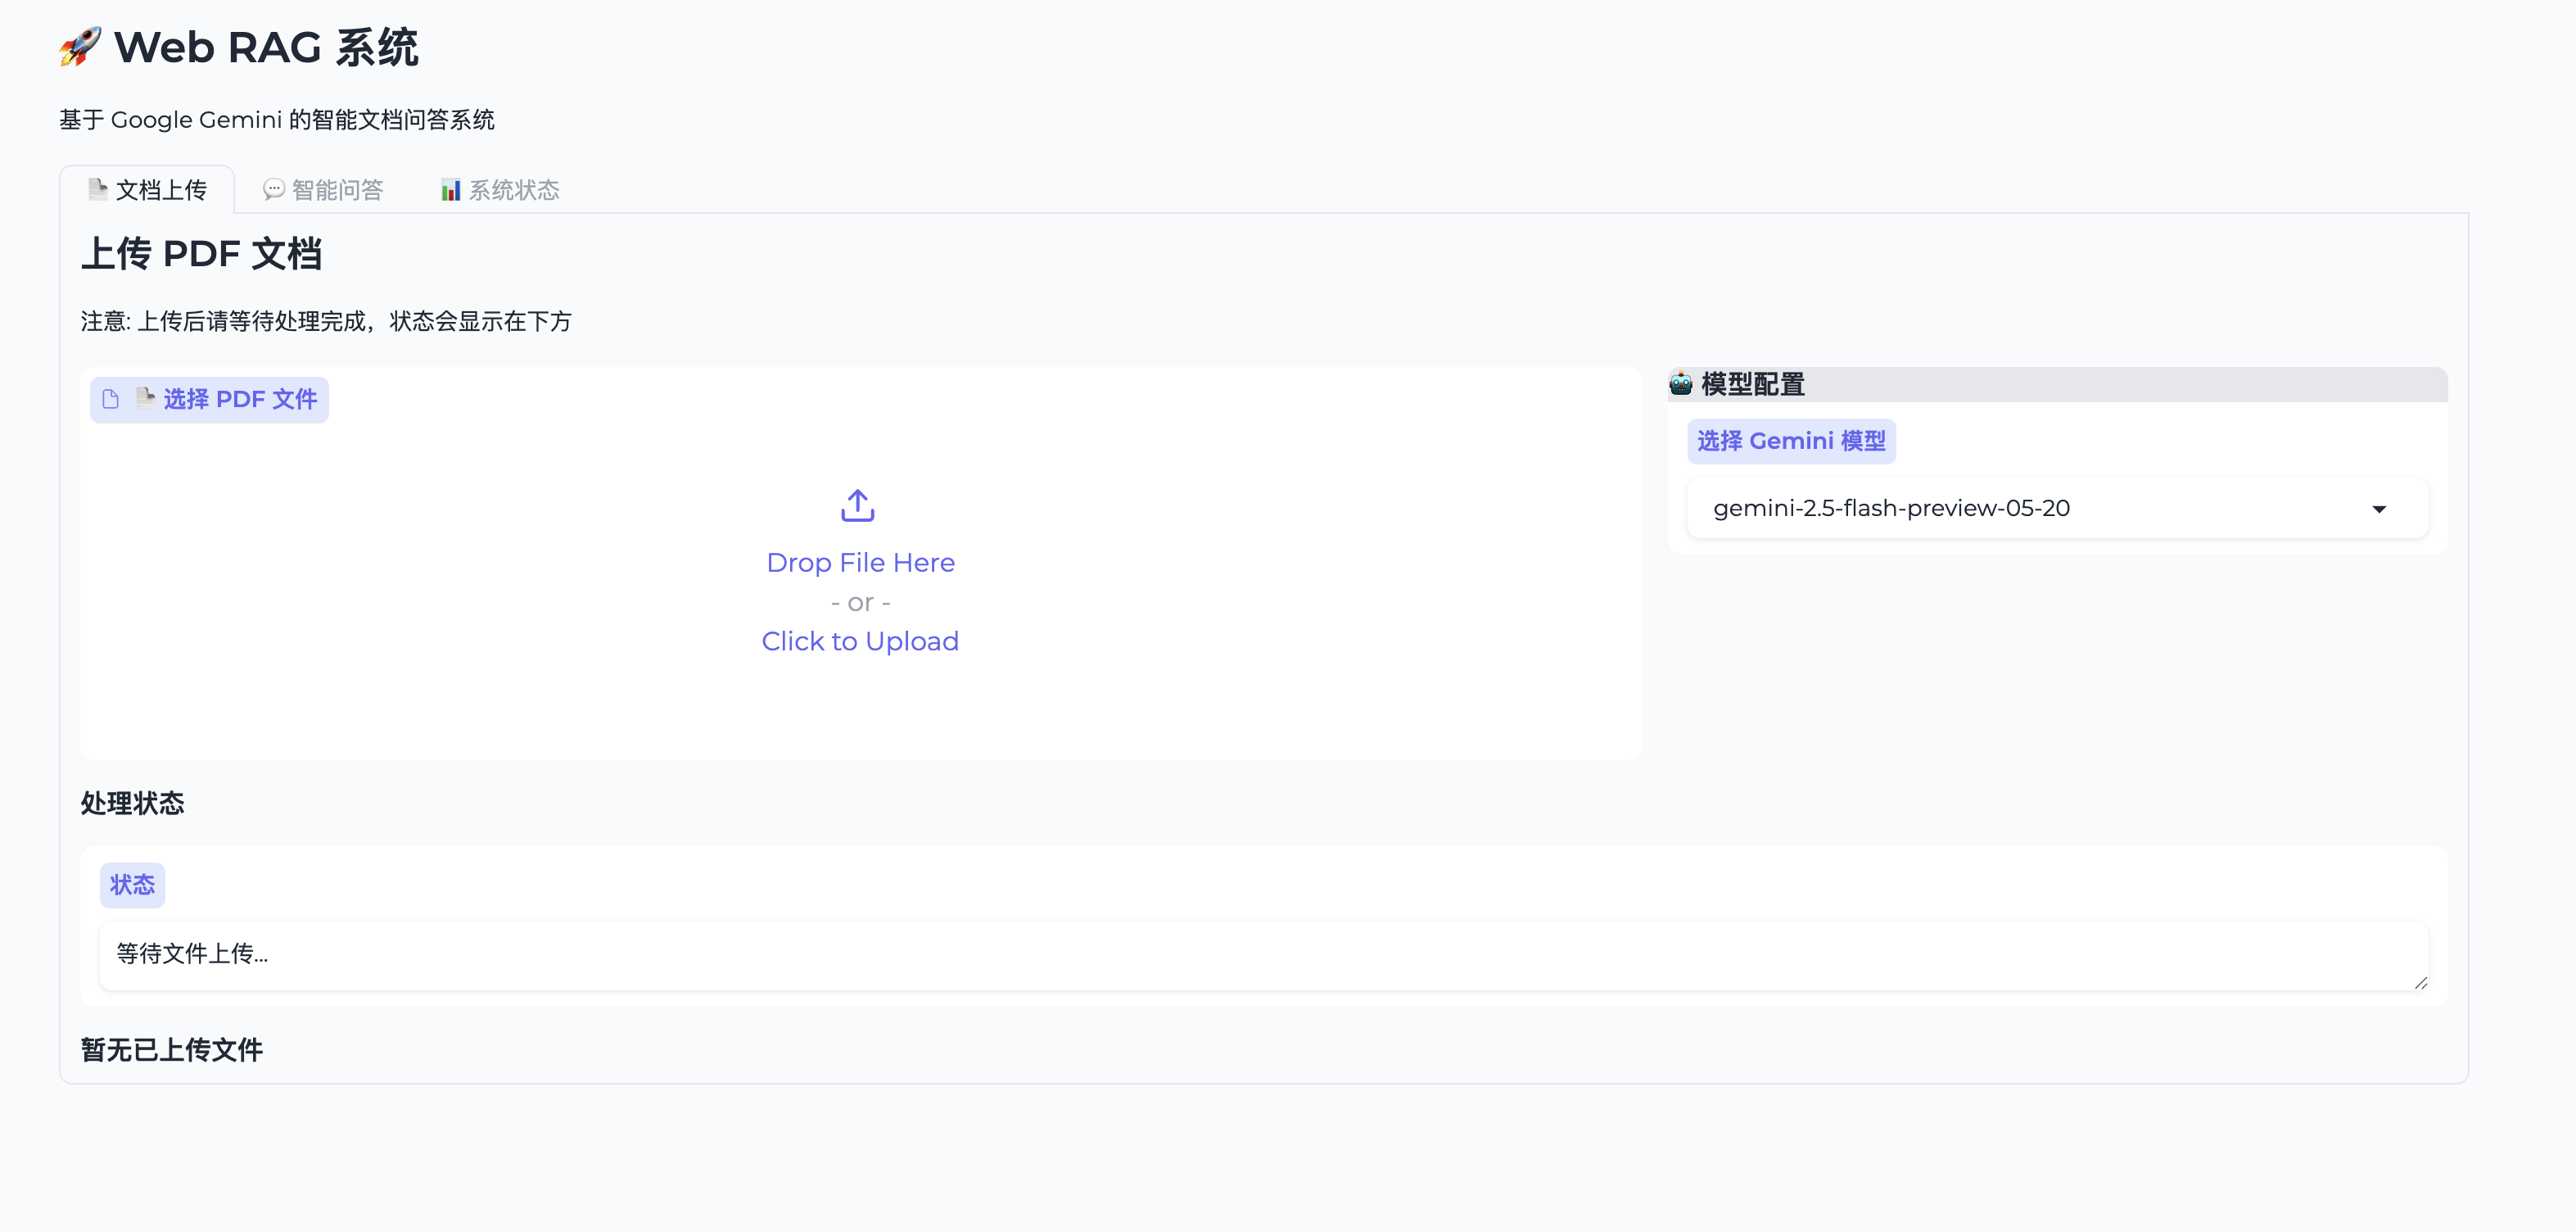 🚀 Web RAG 系统
基于 Google Gemini 的智能文档问答系统
📄 文档上传
💬 智能问答
📊 系统状态
上传 PDF 文档
注意: 上传后请等待处理完成，状态会显示在下方
📄 选择 PDF 文件
Drop File Here
- or -
Click to Upload
🤖 模型配置
选择 Gemini 模型
gemini-2.5-flash-preview-05-20
处理状态
状态
等待文件上传...
暂无已上传文件